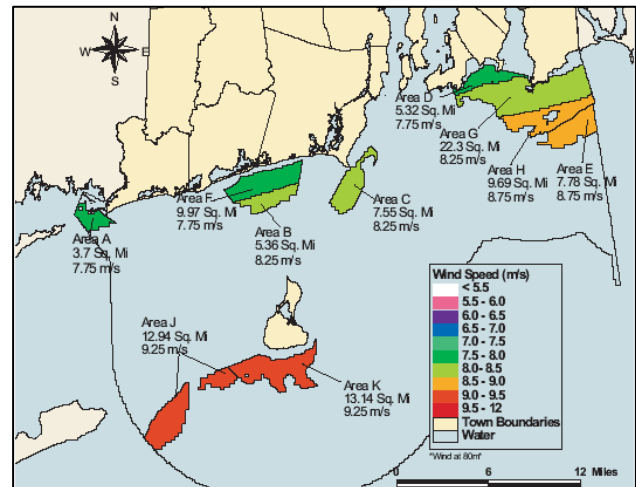 N
W E
S
Area D
5.32 Sq. Mi
7.75 m/s
Area G
22.3 Sq. Mi
8.25 m/s
Area H
9.69 Sq. Mi
8.75 m/s
Area E
7.78 Sq. Mi
8.75 m/s
Area F
9.97 Sq. Mi
7.75 m/s
Area B
5.36 Sq. Mi
8.25 m/s
Area C
7.55 Sq. Mi
8.25 m/s
Area A
3.7 Sq. Mi
7.75 m/s
Area J
12.94 Sq. Mi
9.25 m/s
Area K
13.14 Sq. Mi
9.25 m/s
Wind Speed (m/s)
< 5.5
5.5 - 6.0
6.0 - 6.5
6.5 - 7.0
7.0 - 7.5
7.5 - 8.0
8.0 - 8.5
8.5 - 9.0
9.0 - 9.5
9.5 - 12
Town Boundaries
Water
"Wind at 80m"
0 6 12 Miles